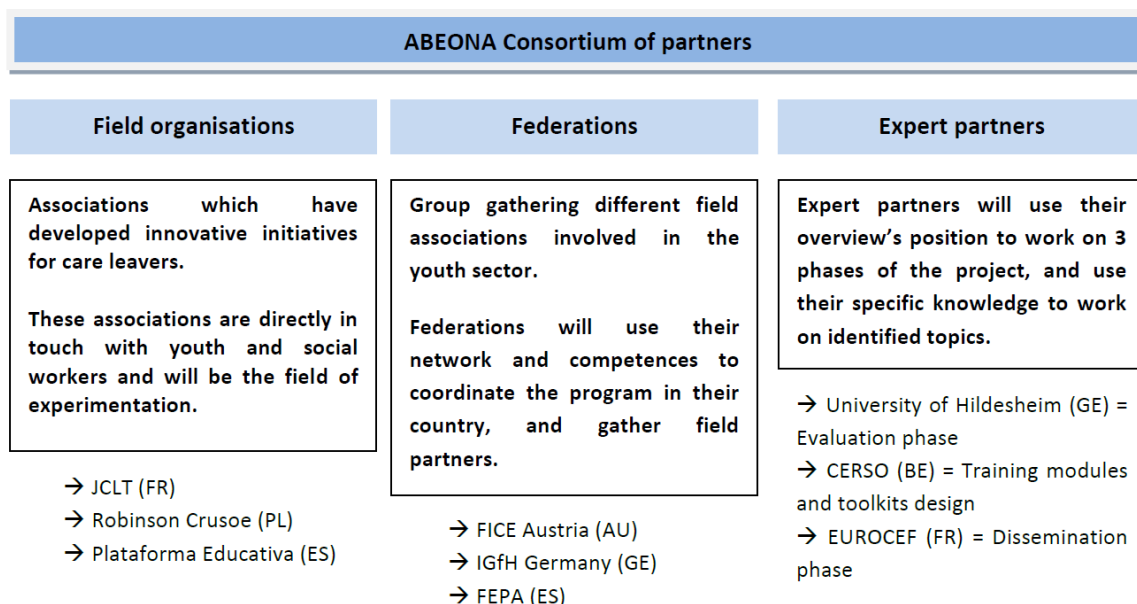 ABEONA Consortium of partners
Field organisations
Associations which have
developed innovative initiatives
for care leavers.
These associations are directly in
touch with youth and social
workers and will be the field of
experimentation.
→ JCLT (FR)
→ Robinson Crusoe (PL)
→ Plataforma Educativa (ES)
Federations
Group gathering different field
associations involved in the
youth sector.
Federations will use their
network and competences to
coordinate the program in their
country, and gather field
partners.
→ FICE Austria (AU)
→ IGfH Germany (GE)
→ FEPA (ES)
Expert partners
Expert partners will use their
overview’s position to work on 3
phases of the project, and use
their specific knowledge to work
on identified topics.
→ University of Hildesheim (GE) =
Evaluation phase
→ CERSO (BE) = Training modules
and toolkits design
→ EUROCEF (FR) = Dissemination
phase